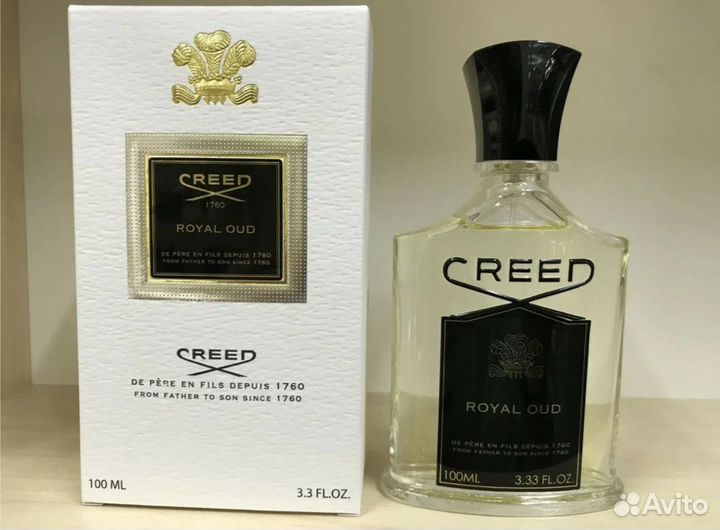 CREED
1760
ROYAL OUD
DE PÈRE EN FILS DEPUIS 1760
FROM FATHER TO SON SINCE 1760
CREED
DE PÈRE EN FILS DEPUIS 1760
FROM FATHER TO SON SINCE 1760
100 ML
3.3 FL.OZ.
CREED
ROYAL OUD
DE PÈRE EN FILS DEPUIS 1760
FROM FATHER TO SON SINCE 1760
100ML 3.33 FL.OZ.
Avito